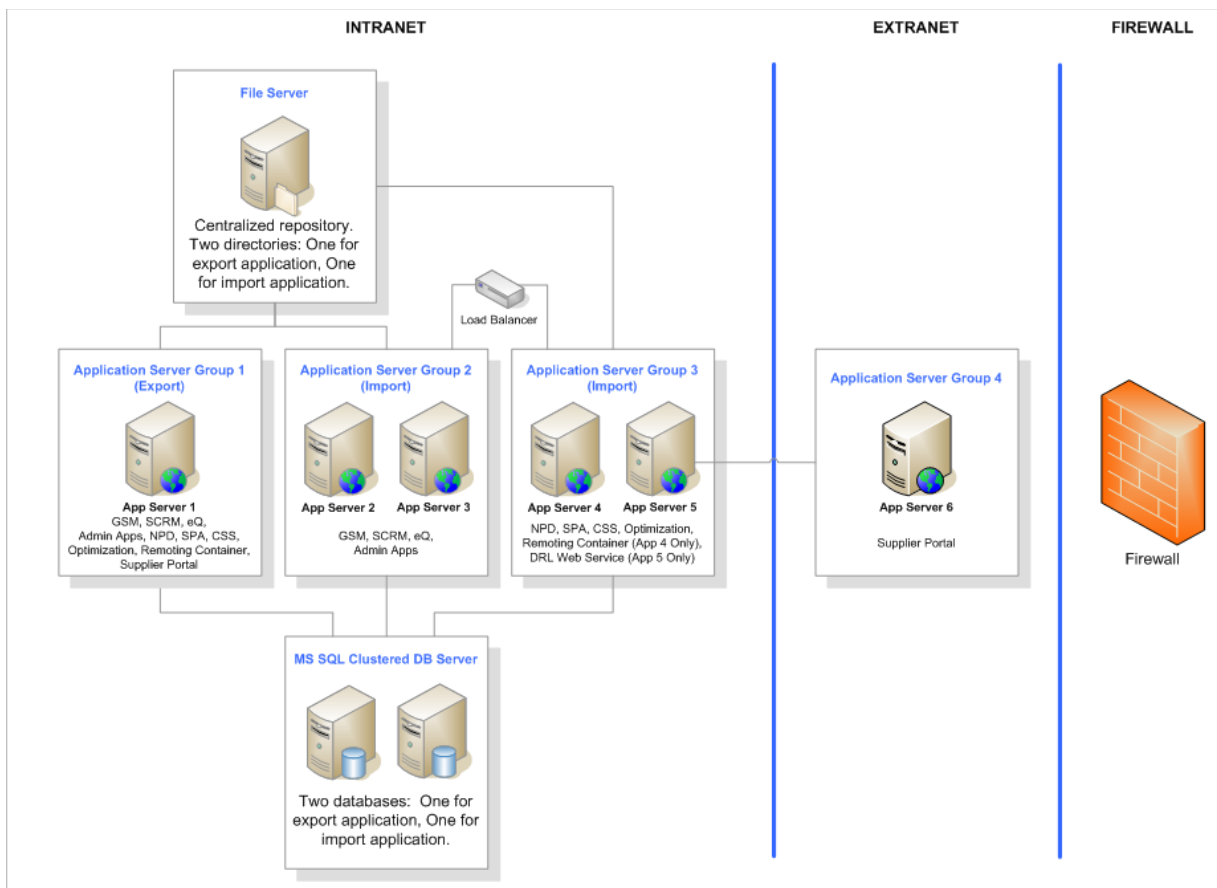 INTRANET
EXTRANET
FIREWALL
File Server
Centralized repository.
Two directories: One for
export application, One
for import application.
Load Balancer
Application Server Group 1
(Export)
App Server 1
GSM, SCRM, eQ,
Admin Apps, NPD, SPA, CSS,
Optimization, Remoting Container,
Supplier Portal
Application Server Group 2
(Import)
App Server 2
App Server 3
GSM, SCRM, eQ,
Admin Apps
Application Server Group 3
(Import)
App Server 4
App Server 5
NPD, SPA, CSS, Optimization,
Remoting Container (App 4 Only),
DRL Web Service (App 5 Only)
Application Server Group 4
App Server 6
Supplier Portal
Firewall
MS SQL Clustered DB Server
Two databases: One for
export application, One for
import application.